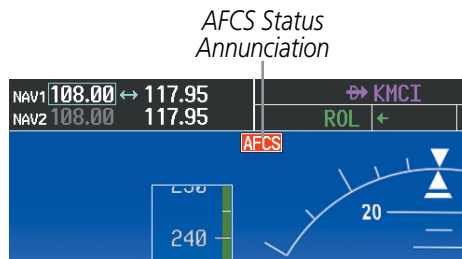 AFCS Status
Annunciation
NAV1 108.00 ↔ 117.95
NAV2 108.00 117.95
KMCI
ROL ←
AFCS
20
240